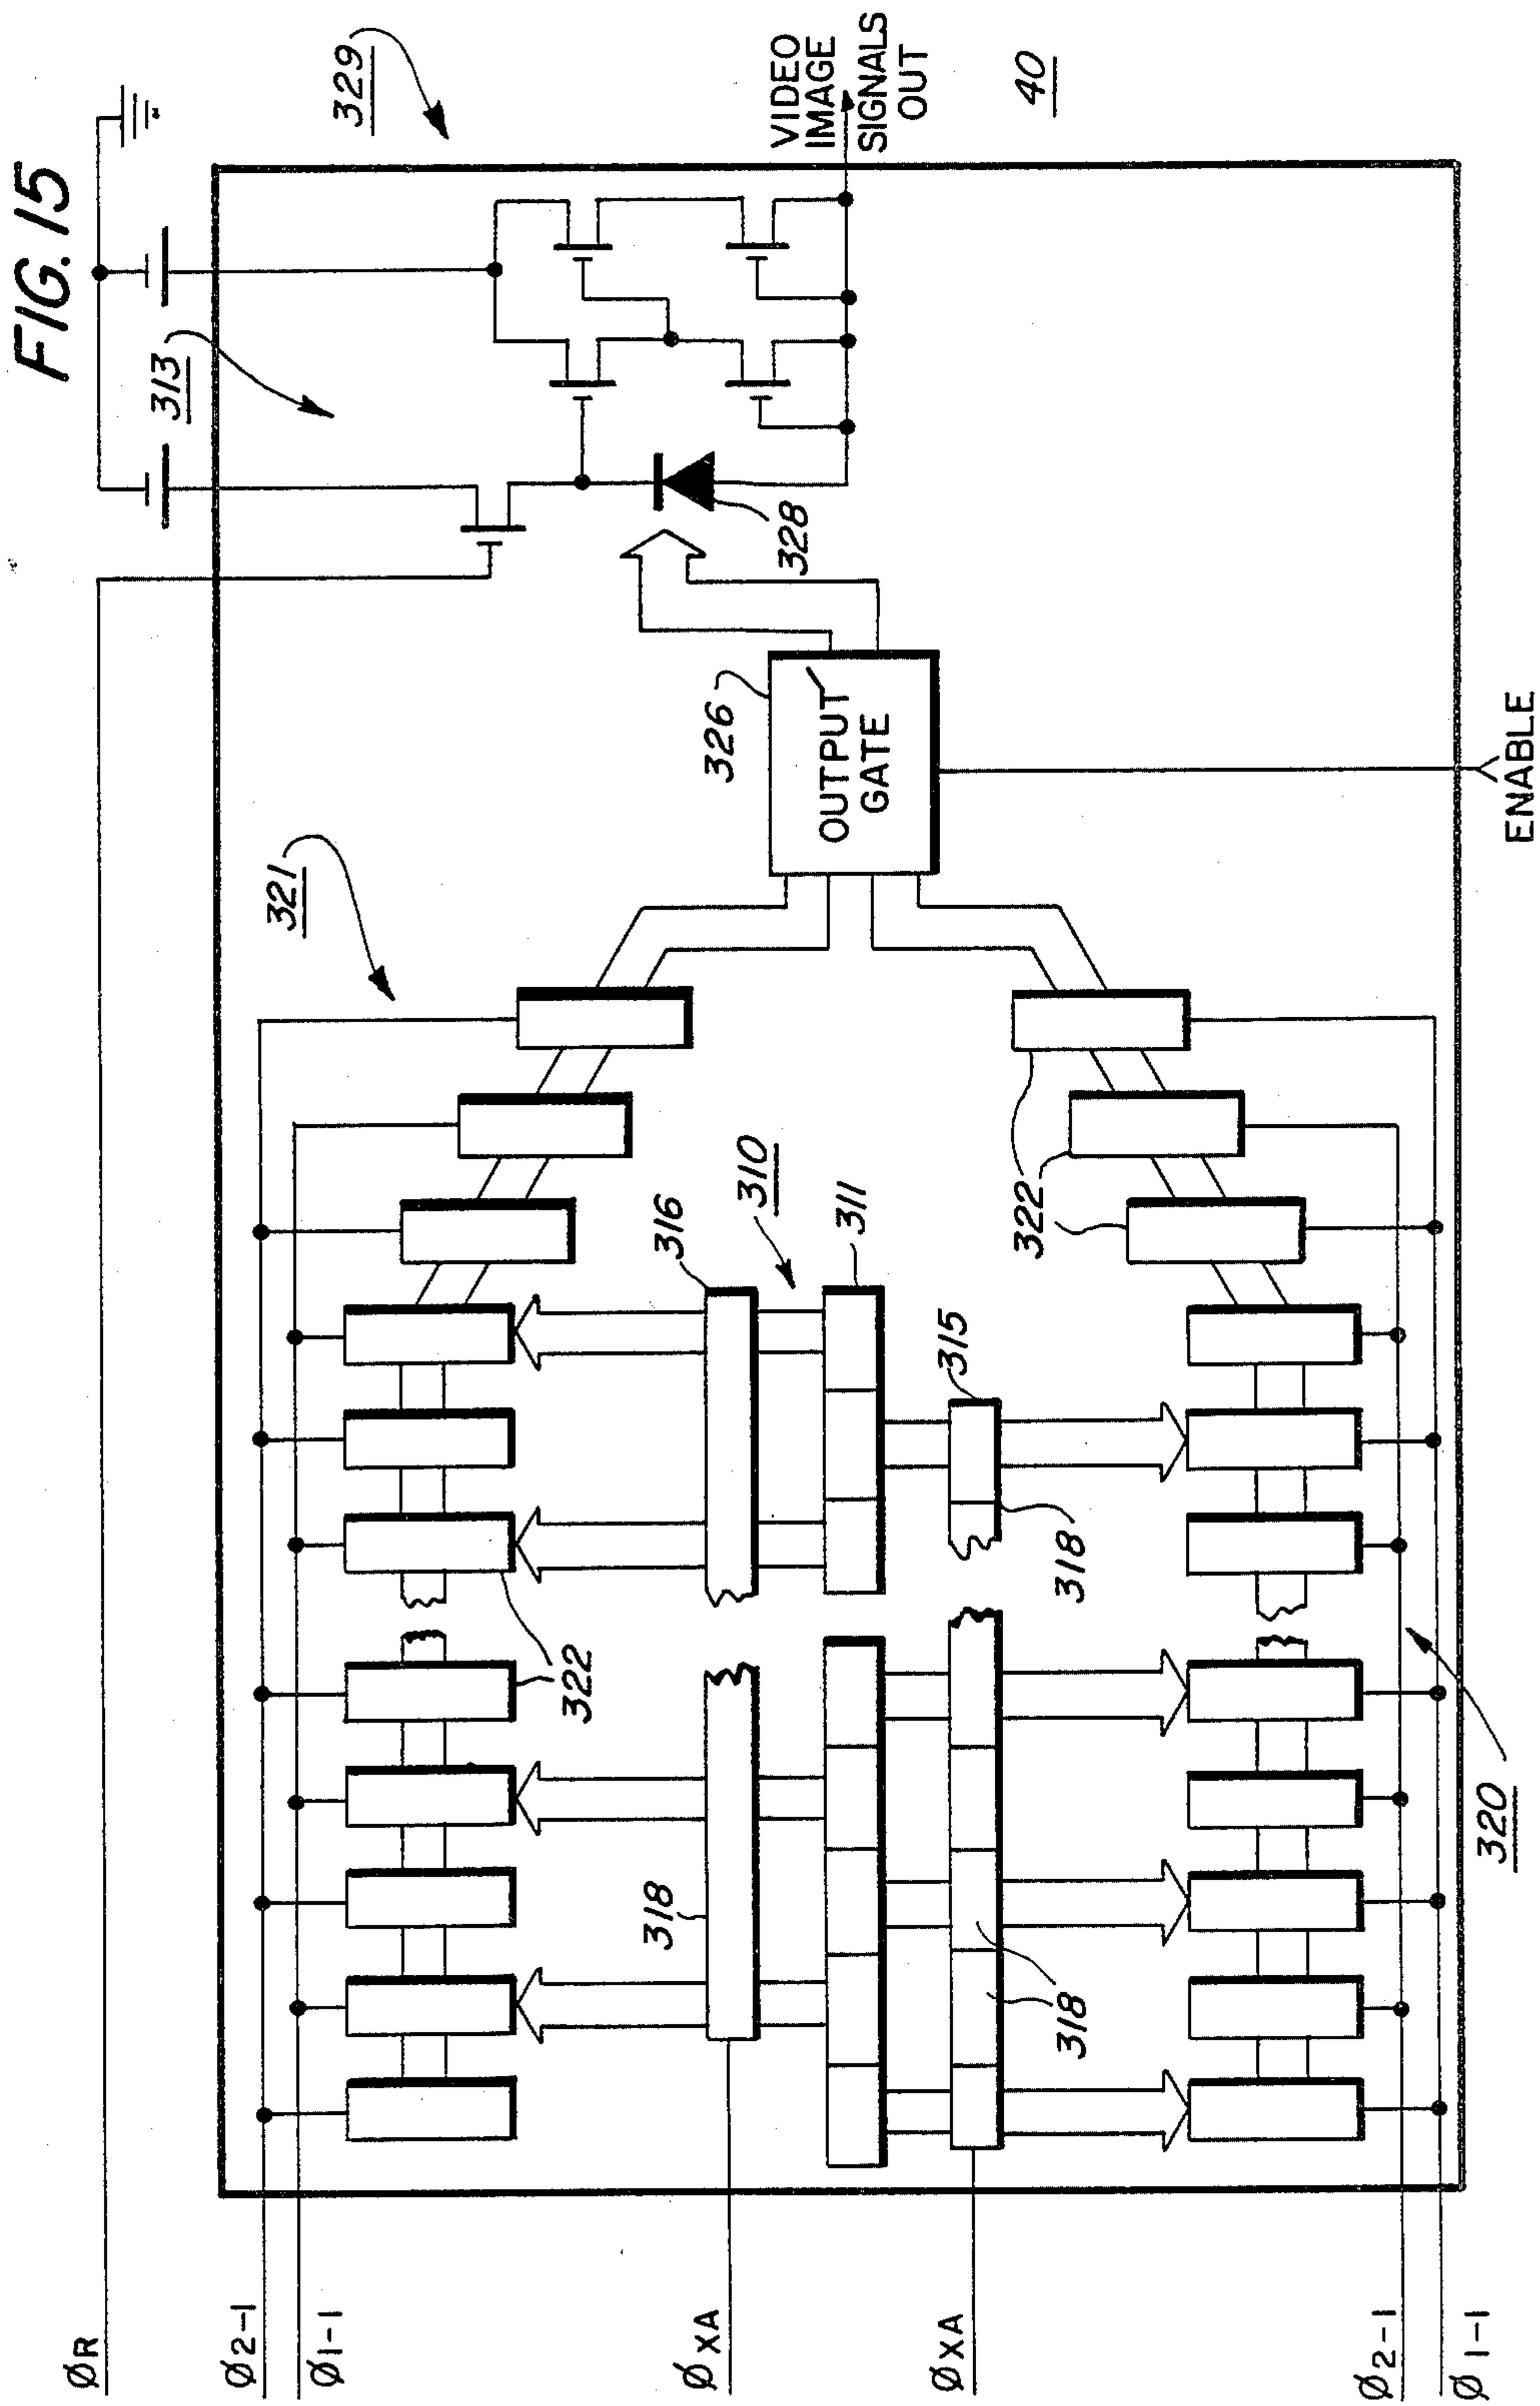 FIG. 15
ØR
Ø2-1
Ø1-1
ØXA
ØXA
Ø2-1
Ø1-1
313
329
VIDEO
IMAGE
SIGNALS
OUT
40
328
326
OUTPUT
GATE
ENABLE
321
316
310
311
315
318
322
322
318
318
320